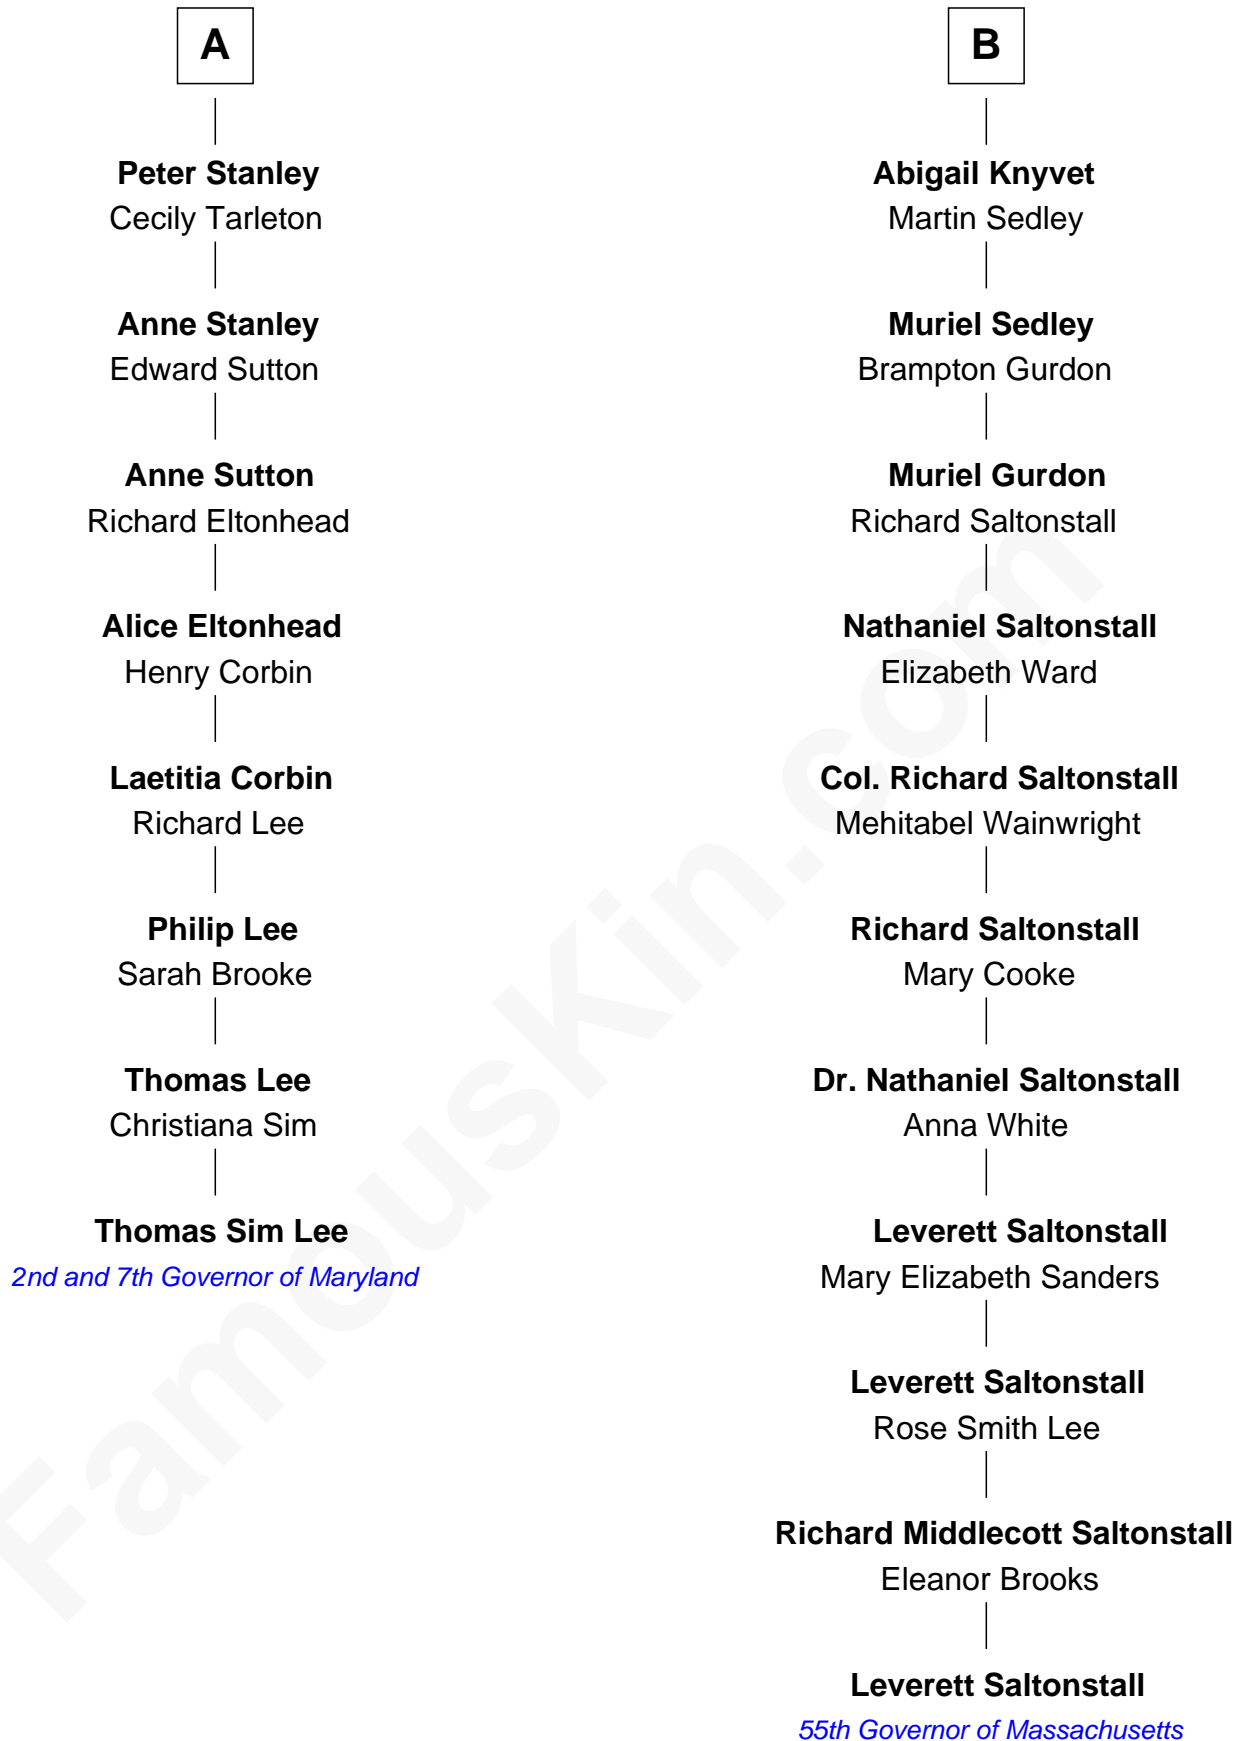 A
Peter Stanley
Cecily Tarleton
Anne Stanley
Edward Sutton
Anne Sutton
Richard Eltonhead
Alice Eltonhead
Henry Corbin
Laetitia Corbin
Richard Lee
Philip Lee
Sarah Brooke
Thomas Lee
Christiana Sim
Thomas Sim Lee
2nd and 7th Governor of Maryland
B
Abigail Knyvet
Martin Sedley
Muriel Sedley
Brampton Gurdon
Muriel Gurdon
Richard Saltonstall
Nathaniel Saltonstall
Elizabeth Ward
Col. Richard Saltonstall
Mehitabel Wainwright
Richard Saltonstall
Mary Cooke
Dr. Nathaniel Saltonstall
Anna White
Leverett Saltonstall
Mary Elizabeth Sanders
Leverett Saltonstall
Rose Smith Lee
Richard Middlecott Saltonstall
Eleanor Brooks
Leverett Saltonstall
55th Governor of Massachusetts
FamousKin.com